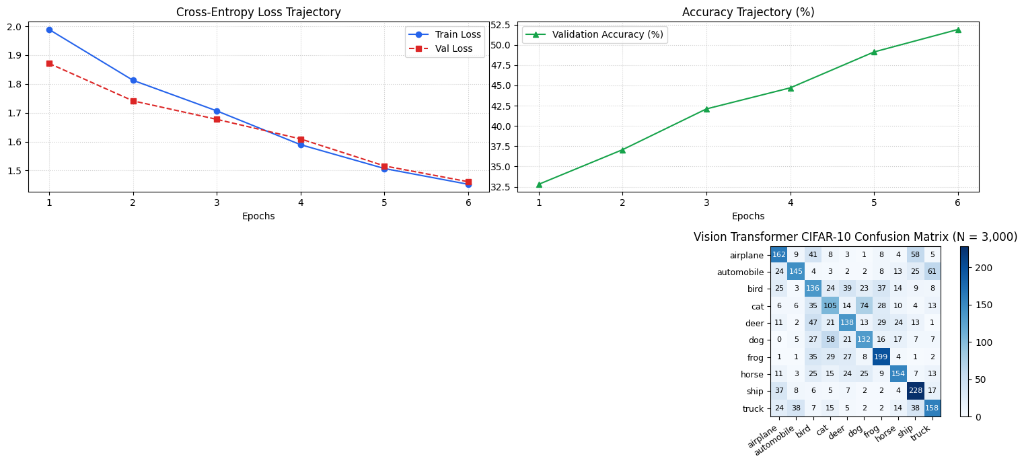 Cross-Entropy Loss Trajectory
2.0
1.9
1.8
1.7
1.6
1.5
1 2 3 4 5 6
Epochs
Train Loss
Val Loss
Accuracy Trajectory (%)
52.5
50.0
47.5
45.0
42.5
40.0
37.5
35.0
32.5
1 2 3 4 5 6
Epochs
Validation Accuracy (%)
Vision Transformer CIFAR-10 Confusion Matrix (N = 3,000)
airplane 162 9 41 8 3 1 8 4 58 5
automobile 24 145 4 3 2 2 8 13 25 61
bird 25 3 136 24 39 23 37 14 9 8
cat 6 6 35 105 14 74 28 10 4 13
deer 11 2 47 21 138 13 29 24 13 1
dog 0 5 27 58 21 132 16 17 7 7
frog 1 1 35 29 27 8 199 4 1 2
horse 11 3 25 15 24 25 9 154 7 13
ship 37 8 6 5 7 2 2 4 228 17
truck 24 38 7 15 5 2 2 14 38 158
airplane automobile bird cat deer dog frog horse ship truck
200
150
100
50
0